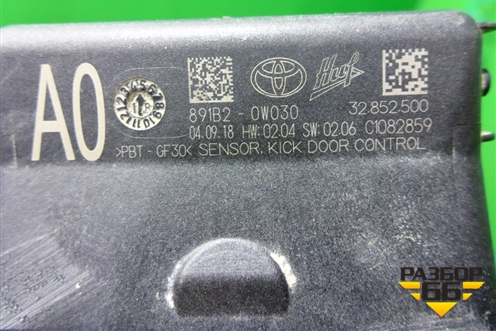 A0
Huf
891B2 - 0W030
32.852.500
04.09.18 HW:02.04 SW:02.06 C1082859
>PBT - GF30< SENSOR, KICK DOOR CONTROL
РАЗБОР
66